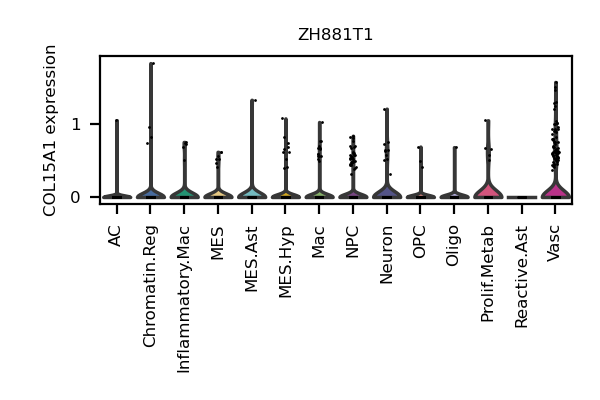 ZH881T1
COL15A1 expression
1
0
AC
Chromatin.Reg
Inflammatory.Mac
MES
MES.Ast
MES.Hyp
Mac
NPC
Neuron
OPC
Oligo
Prolif.Metab
Reactive.Ast
Vasc